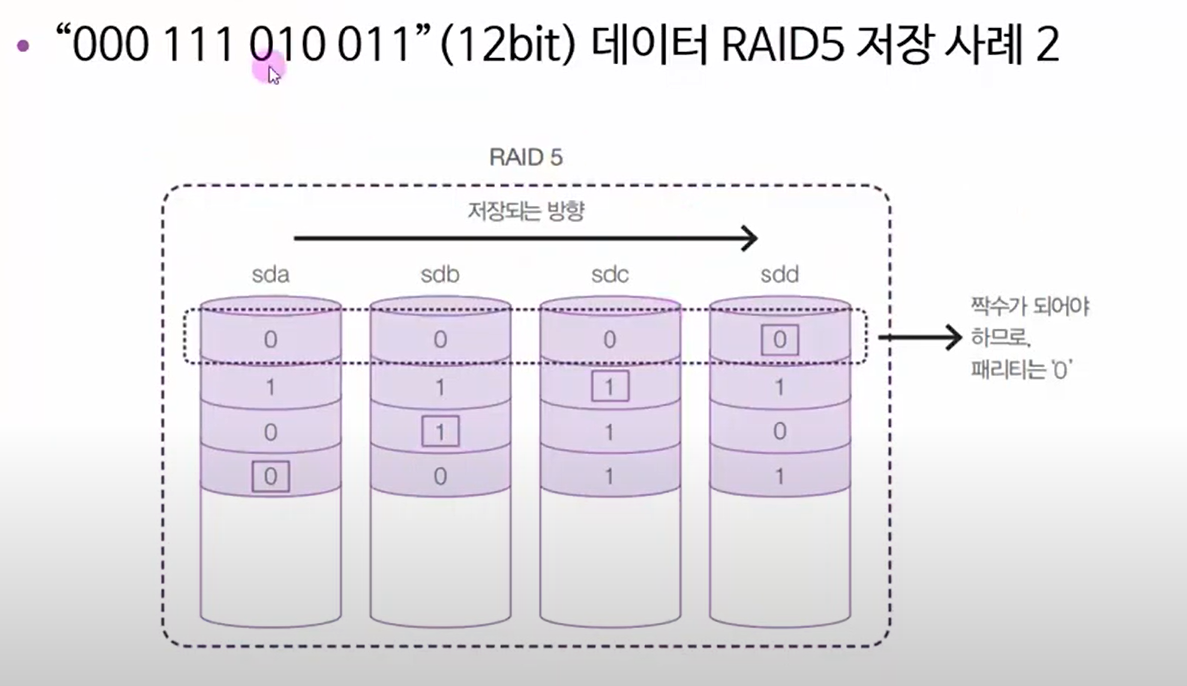 • “000 111 010 011” (12bit) 데이터 RAID5 저장 사례 2
RAID 5
저장되는 방향
sda sdb sdc sdd
0 0 0 0
1 1 1 1
0 1 1 0
0 0 1 1
짝수가 되어야
하므로,
패리티는 ‘0’